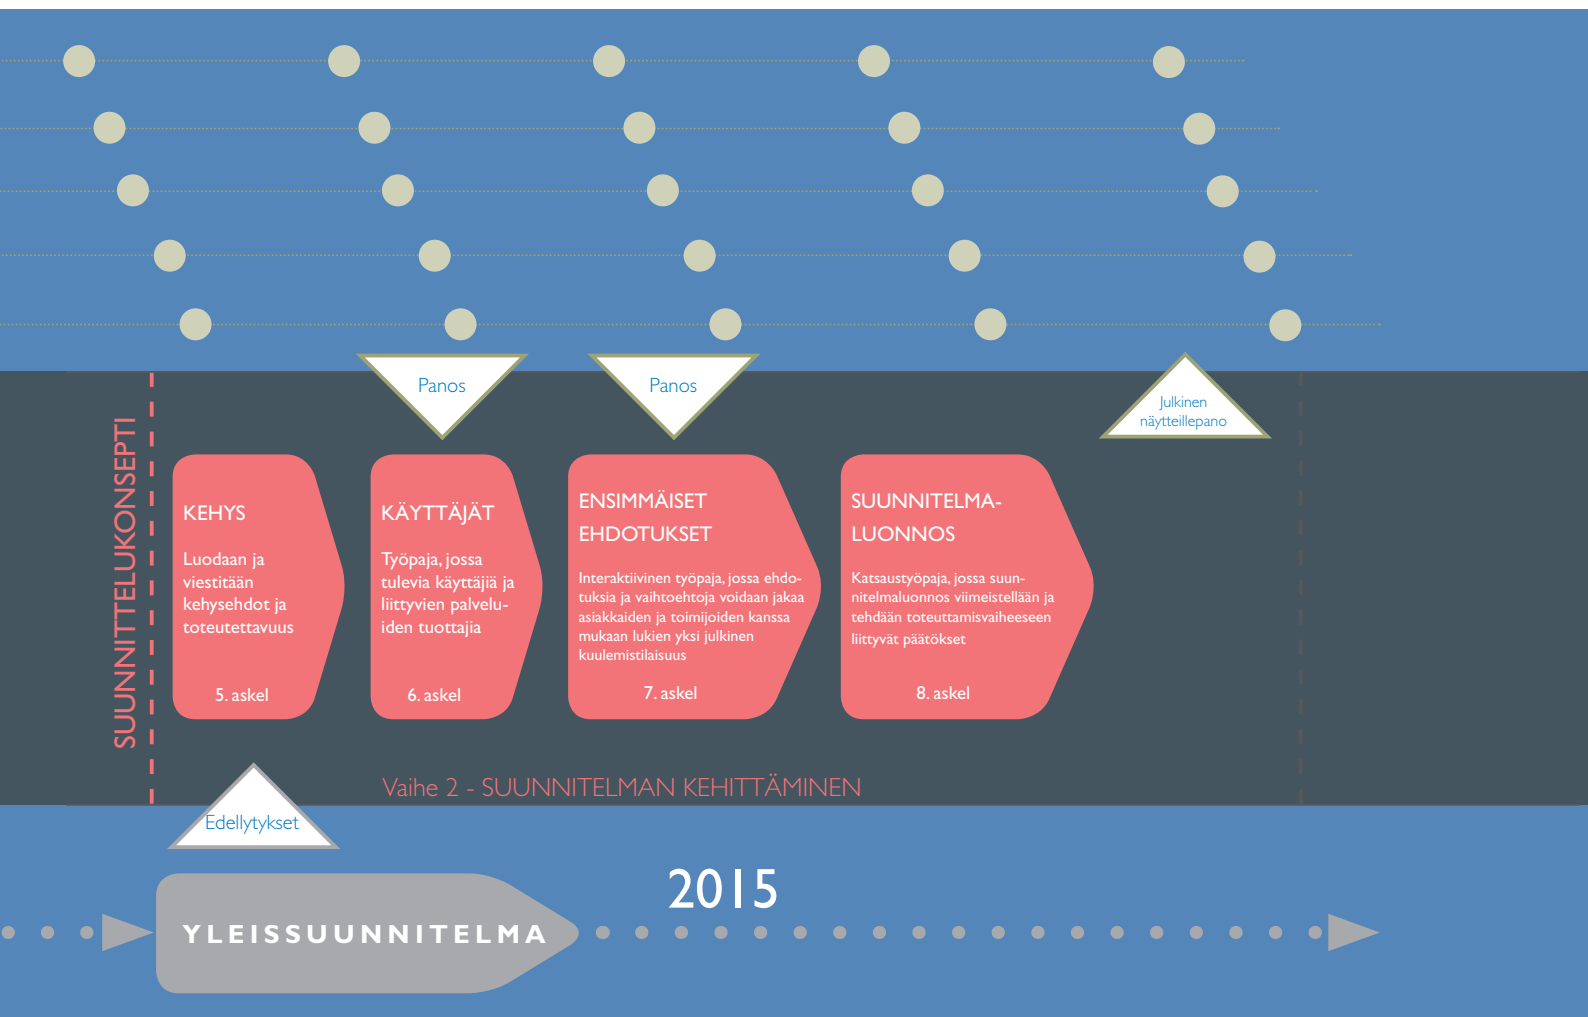 Panos
Panos
Julkinen
näytteillepano
SUUNNITTELUKONSEPTI
KEHYS
Luodaan ja
viestitään
kehysehdot ja
toteutettavuus
5. askel
KÄYTTÄJÄT
Työpaja, jossa
tulevia käyttäjiä ja
liittyvien palvelu-
iden tuottajia
6. askel
ENSIMMÄISET
EHDOTUKSET
Interaktiivinen työpaja, jossa ehdo-
tuksia ja vaihtoehtoja voidaan jakaa
asiakkaiden ja toimijoiden kanssa
mukaan lukien yksi julkinen
kuulemistilaisuus
7. askel
SUUNNITELMA-
LUONNOS
Katsaustyöpaja, jossa suun-
nitelmaluonnos viimeistellään ja
tehdään toteuttamisvaiheeseen
liittyvät päätökset
8. askel
Vaihe 2 - SUUNNITELMAN KEHITTÄMINEN
Edellytykset
2015
YLEISSUUNNITELMA